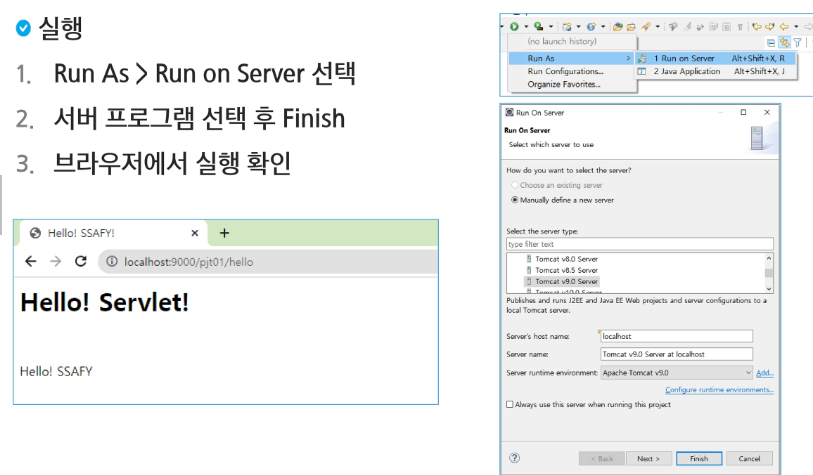 실행
1. Run As > Run on Server 선택
2. 서버 프로그램 선택 후 Finish
3. 브라우저에서 실행 확인
Hello! SSAFY!
localhost:9000/pjt01/hello
Hello! Servlet!
Hello! SSAFY
(no launch history)
Run As
1 Run on Server Alt+Shift+X, R
Run Configurations...
2 Java Application Alt+Shift+X, J
Organize Favorites...
Run On Server
Run On Server
Select which server to use
How do you want to select the server?
Choose an existing server
Manually define a new server
Select the server type:
type filter text
Tomcat v8.0 Server
Tomcat v8.5 Server
Tomcat v9.0 Server
Tomcat v10.0 Server
Publishes and runs J2EE and Java EE Web projects and server configurations to a
local Tomcat server.
Server's host name: localhost
Server name: Tomcat v9.0 Server at localhost
Server runtime environment: Apache Tomcat v9.0 Add...
Configure runtime environments...
Always use this server when running this project
< Back Next > Finish Cancel